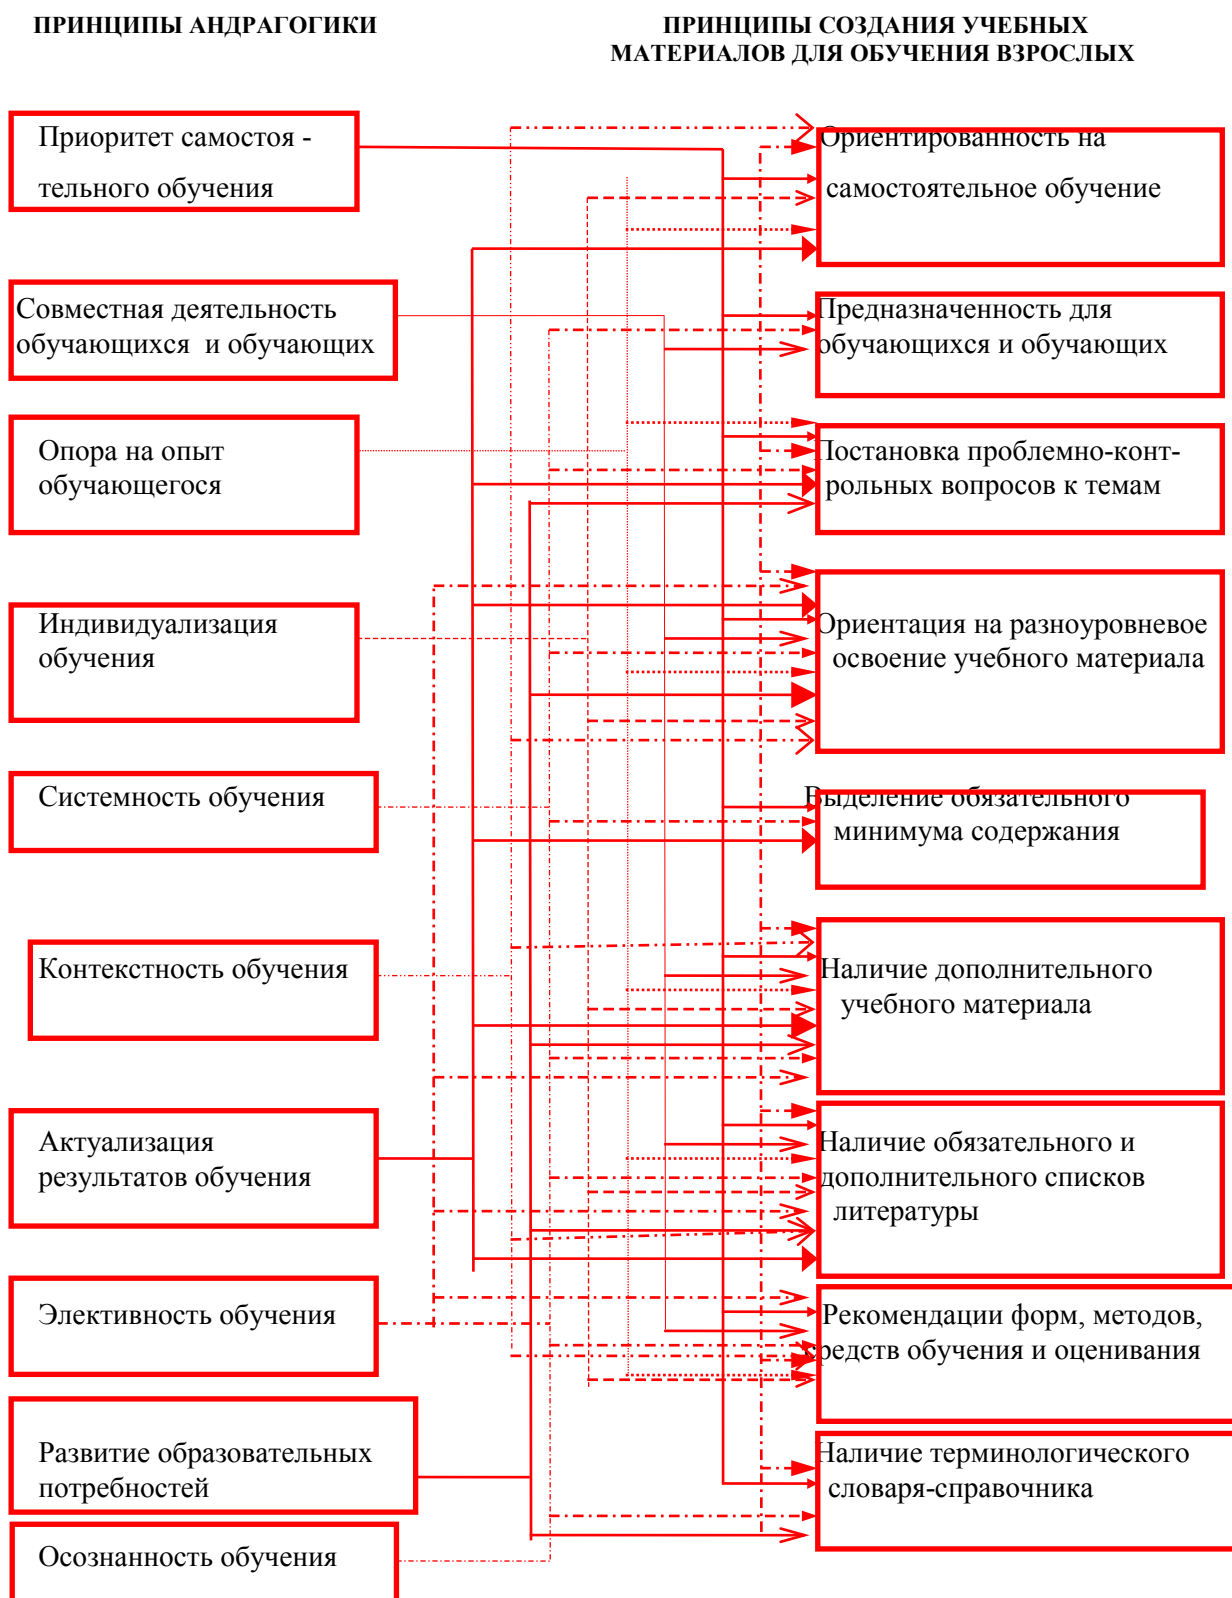 ПРИНЦИПЫ АНДРАГОГИКИ
ПРИНЦИПЫ СОЗДАНИЯ УЧЕБНЫХ
МАТЕРИАЛОВ ДЛЯ ОБУЧЕНИЯ ВЗРОСЛЫХ
Приоритет самостоя -
тельного обучения
Совместная деятельность
обучающихся и обучающих
Опора на опыт
обучающегося
Индивидуализация
обучения
Системность обучения
Контекстность обучения
Актуализация
результатов обучения
Элективность обучения
Развитие образовательных
потребностей
Осознанность обучения
Ориентированность на
самостоятельное обучение
Предназначенность для
обучающихся и обучающих
Постановка проблемно-конт-
рольных вопросов к темам
Ориентация на разноуровневое
освоение учебного материала
Выделение обязательного
минимума содержания
Наличие дополнительного
учебного материала
Наличие обязательного и
дополнительного списков
литературы
Рекомендации форм, методов,
средств обучения и оценивания
Наличие терминологического
словаря-справочника